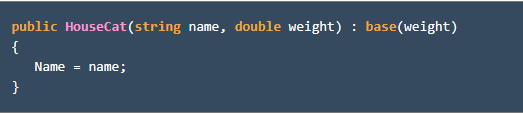 public HouseCat(string name, double weight) : base(weight)
{
Name = name;
}